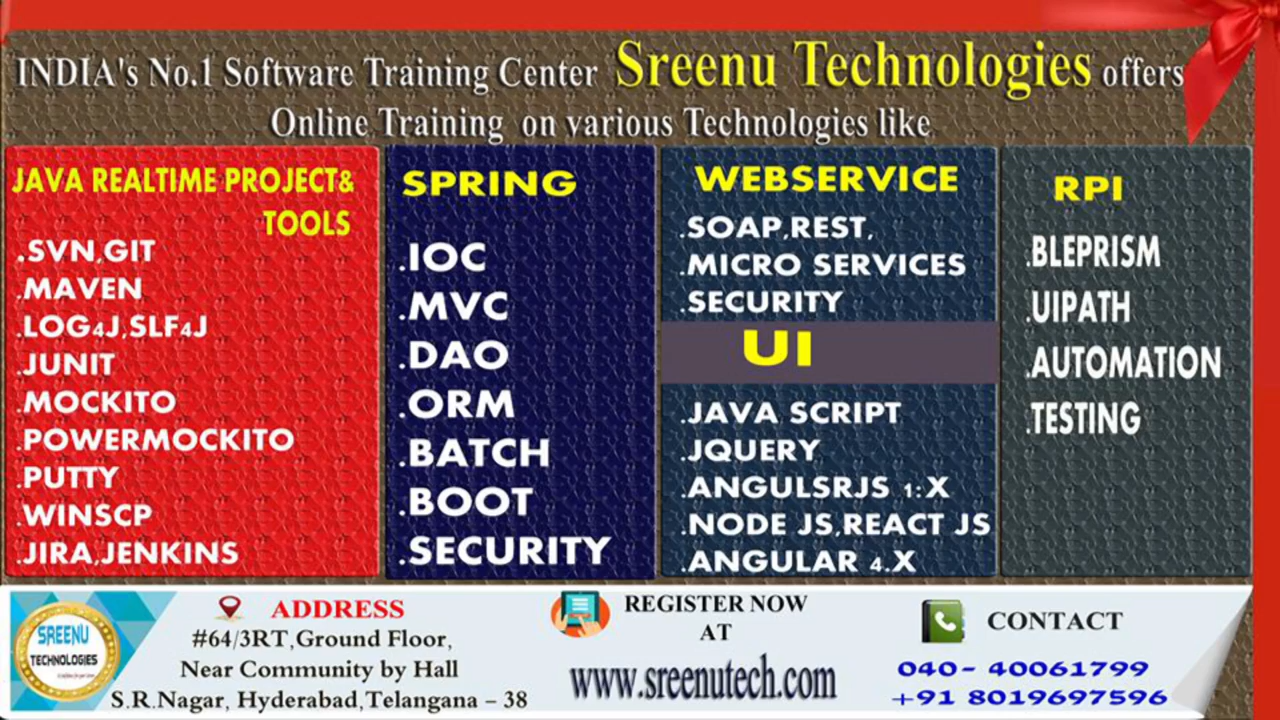 INDIA's No.1 Software Training Center Sreenu Technologies offers
Online Training on various Technologies like
JAVA REALTIME PROJECT&
TOOLS
.SVN,GIT
.MAVEN
.LOG4J,SLF4J
.JUNIT
.MOCKITO
.POWERMOCKITO
.PUTTY
.WINSCP
.JIRA,JENKINS
SPRING
.IOC
.MVC
.DAO
.ORM
.BATCH
.BOOT
.SECURITY
WEBSERVICE
.SOAP,REST,
.MICRO SERVICES
.SECURITY
UI
.JAVA SCRIPT
.JQUERY
.ANGULSRJS 1:X
.NODE JS,REACT JS
.ANGULAR 4.X
RPI
.BLEPRISM
.UIPATH
.AUTOMATION
.TESTING
SREENU
TECHNOLOGIES
ADDRESS
#64/3RT,Ground Floor,
Near Community by Hall
S.R.Nagar, Hyderabad,Telangana – 38
REGISTER NOW
AT
www.sreenutech.com
CONTACT
040- 40061799
+91 8019697596